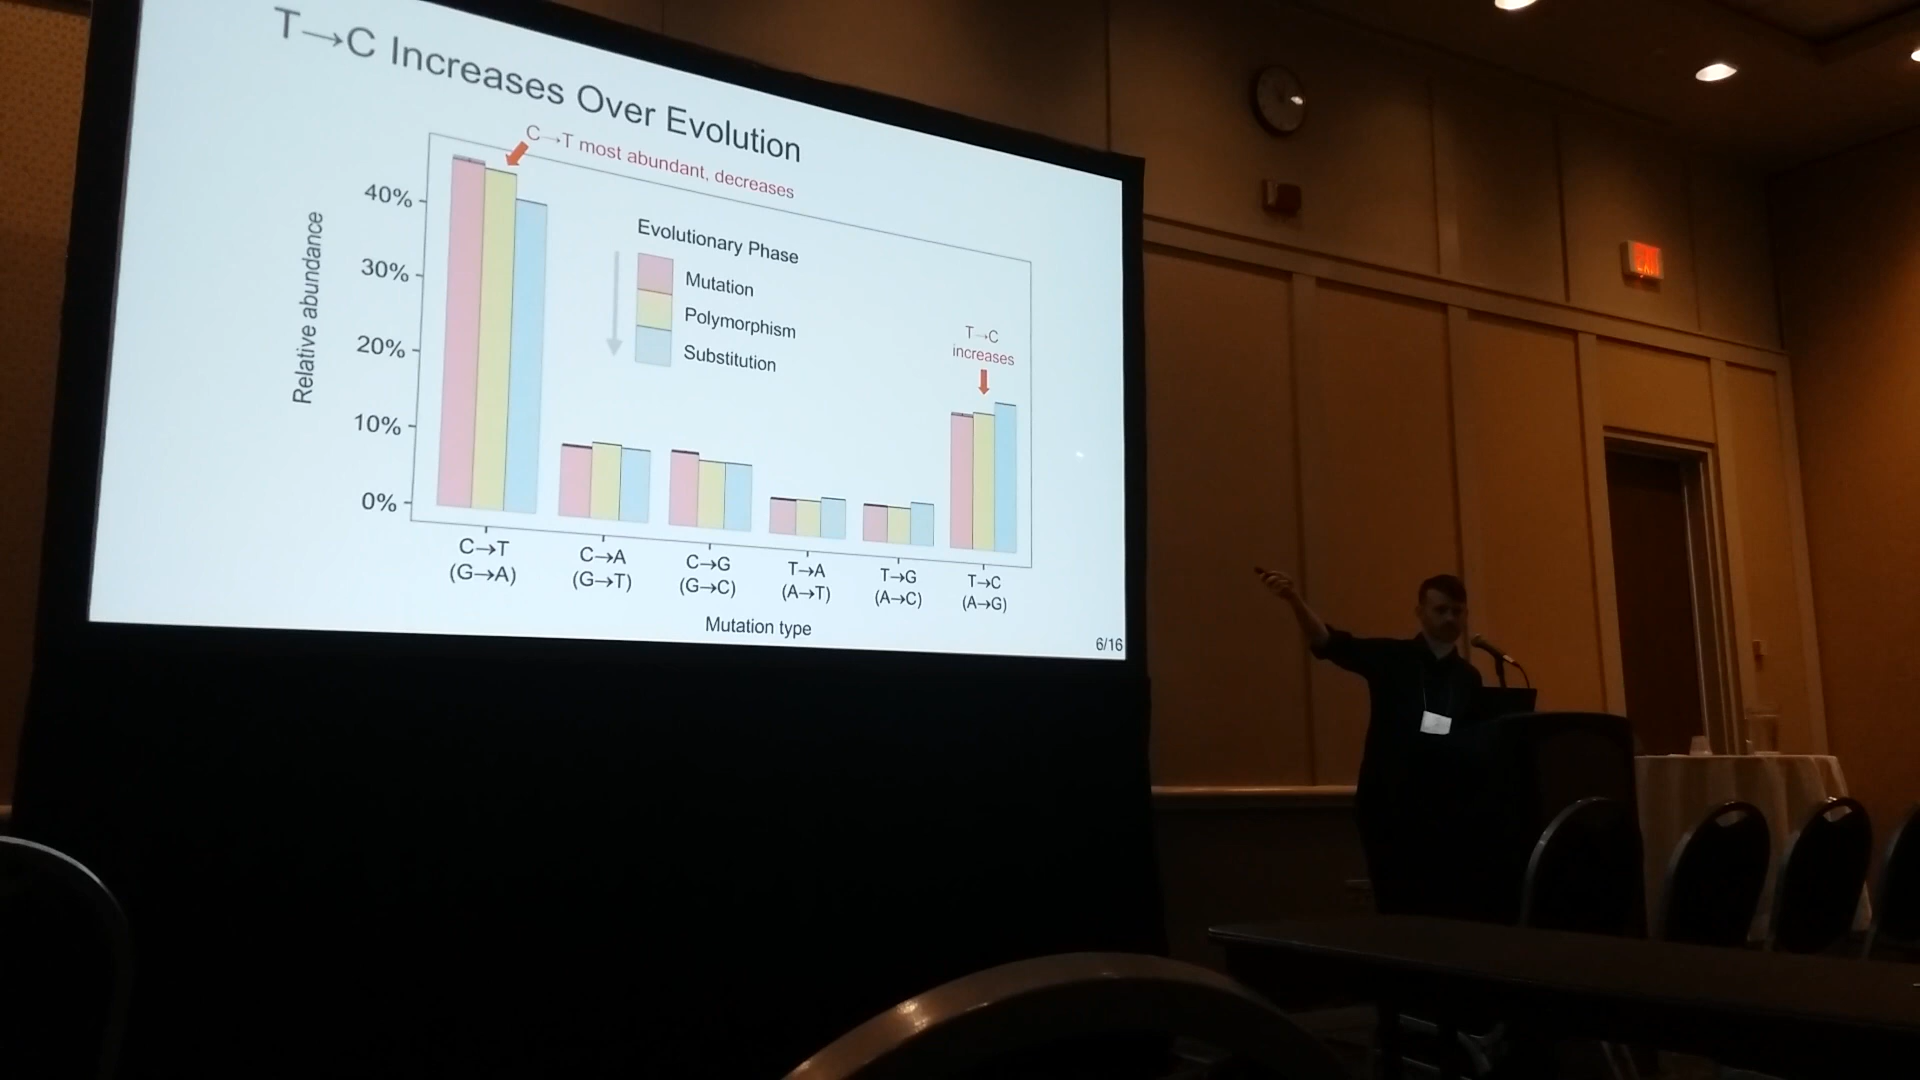 T→C Increases Over Evolution
C→T most abundant, decreases
40%
30%
20%
10%
0%
Relative abundance
Evolutionary Phase
Mutation
Polymorphism
Substitution
T→C
increases
C→T
(G→A)
C→A
(G→T)
C→G
(G→C)
T→A
(A→T)
T→G
(A→C)
T→C
(A→G)
Mutation type
6/16
EXIT